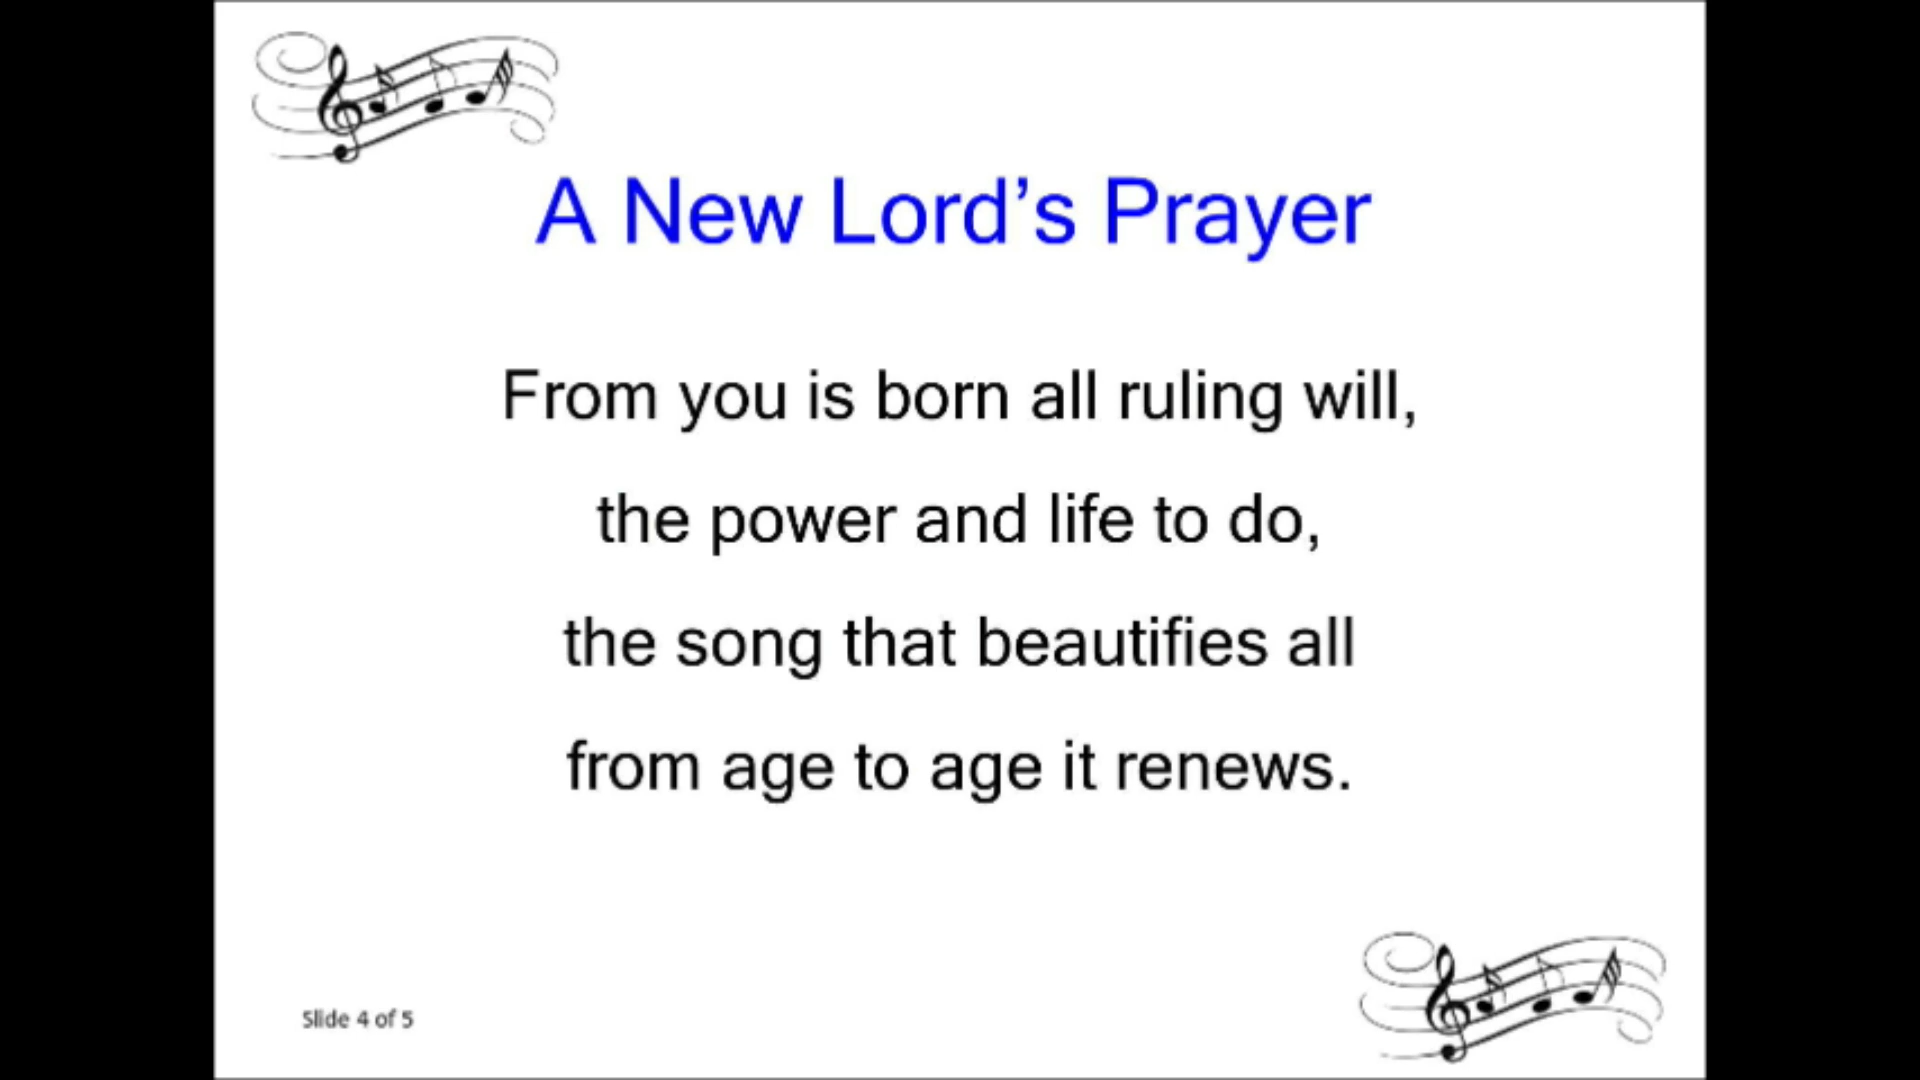 A New Lord’s Prayer
From you is born all ruling will,
the power and life to do,
the song that beautifies all
from age to age it renews.
Slide 4 of 5